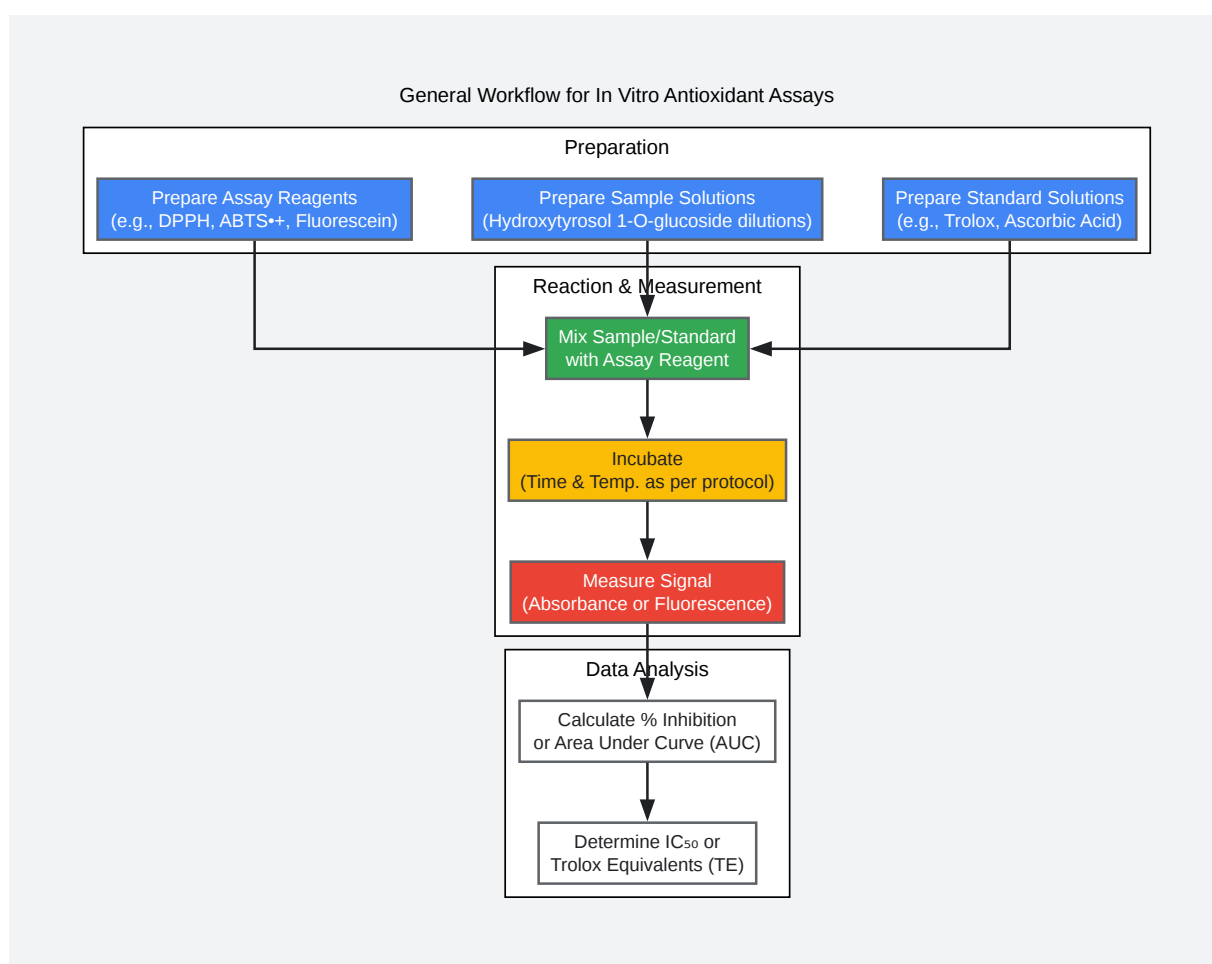 General Workflow for In Vitro Antioxidant Assays
Preparation
Prepare Assay Reagents
(e.g., DPPH, ABTS•+, Fluorescein)
Prepare Sample Solutions
(Hydroxytyrosol 1-O-glucoside dilutions)
Prepare Standard Solutions
(e.g., Trolox, Ascorbic Acid)
Reaction & Measurement
Mix Sample/Standard
with Assay Reagent
Incubate
(Time & Temp. as per protocol)
Measure Signal
(Absorbance or Fluorescence)
Data Analysis
Calculate % Inhibition
or Area Under Curve (AUC)
Determine IC₅₀ or
Trolox Equivalents (TE)